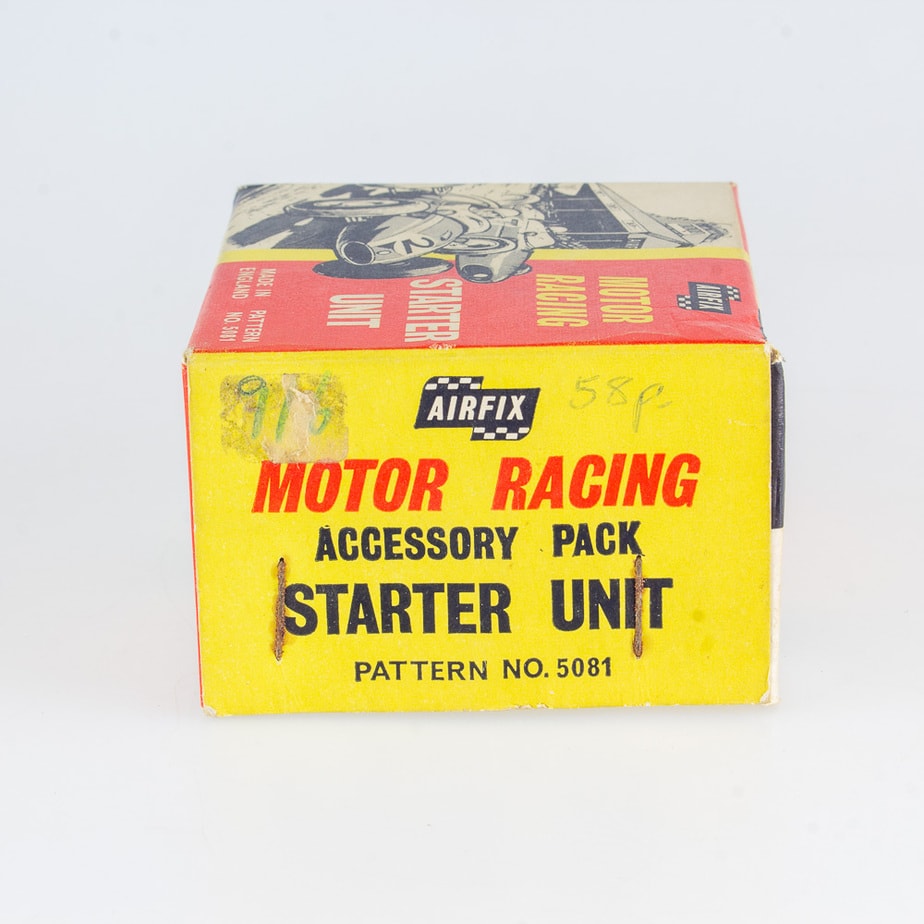 AIRFIX
MOTOR
RACING
STARTER
UNIT
MADE IN
ENGLAND
PATTERN
NO. 5081
2
AIRFIX
58p
MOTOR RACING
ACCESSORY PACK
STARTER UNIT
PATTERN NO. 5081